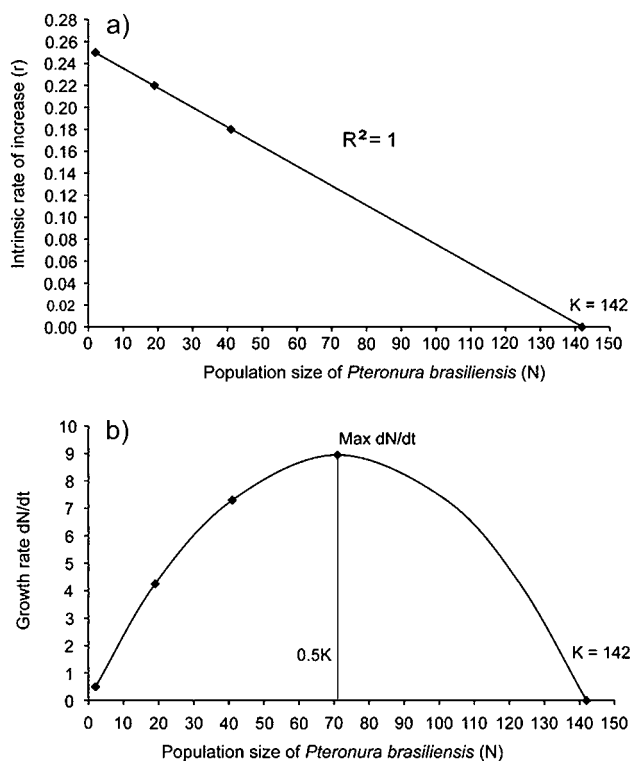 a)
0.28
0.26
0.24
0.22
0.20
0.18
0.16
0.14
0.12
0.10
0.08
0.06
0.04
0.02
0.00
Intrinsic rate of increase (r)
R² = 1
K = 142
0 10 20 30 40 50 60 70 80 90 100 110 120 130 140 150
Population size of Pteronura brasiliensis (N)
b)
10
9
8
7
6
5
4
3
2
1
0
Growth rate dN/dt
Max dN/dt
0.5K
K = 142
0 10 20 30 40 50 60 70 80 90 100 110 120 130 140 150
Population size of Pteronura brasiliensis (N)